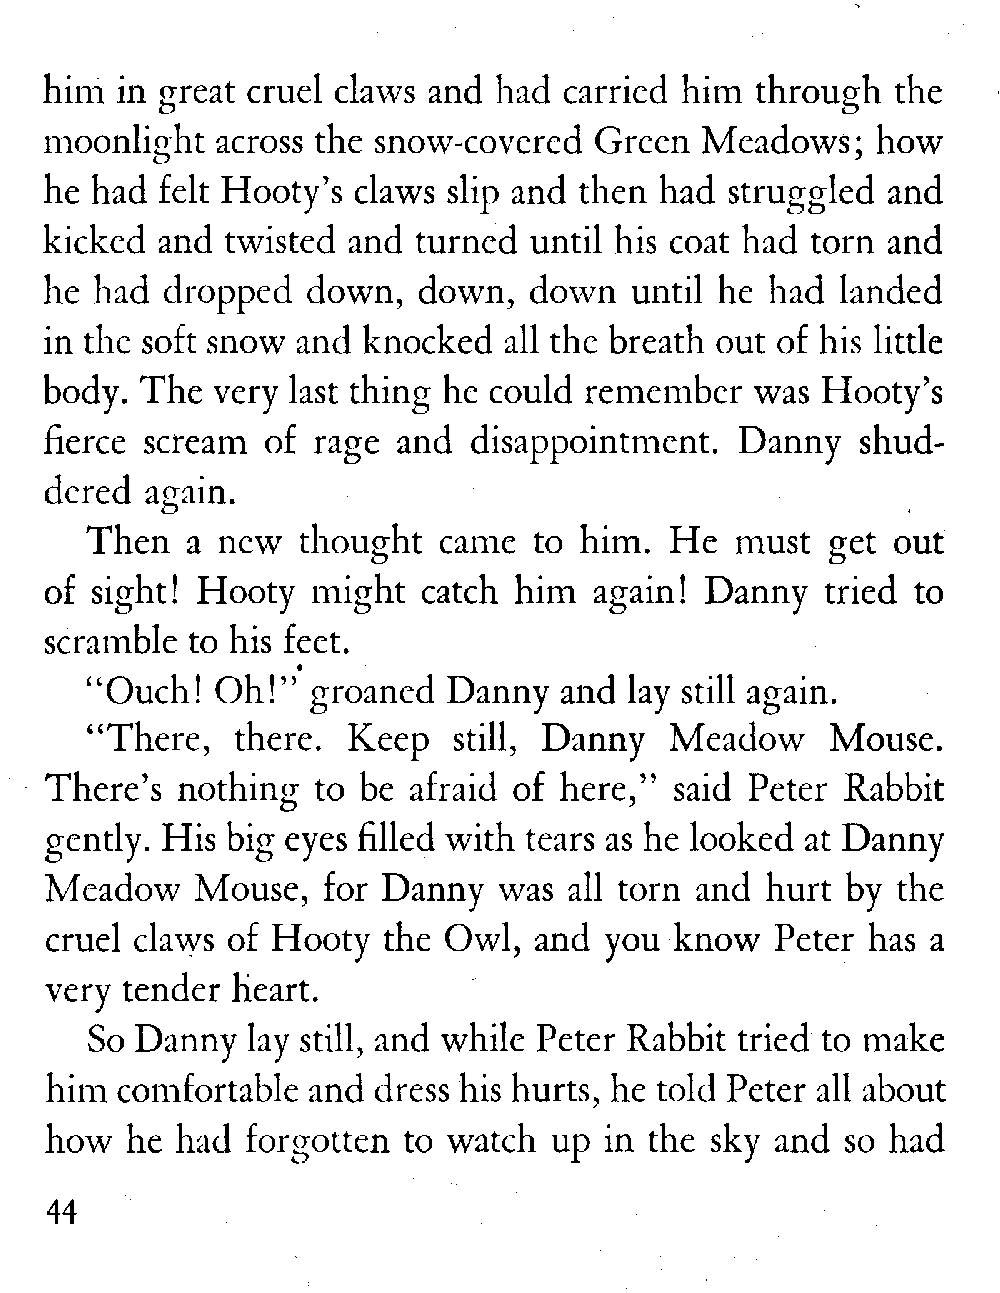 him in great cruel claws and had carried him through the
moonlight across the snow-covered Green Meadows; how
he had felt Hooty's claws slip and then had struggled and
kicked and twisted and turned until his coat had torn and
he had dropped down, down, down until he had landed
in the soft snow and knocked all the breath out of his little
body. The very last thing he could remember was Hooty's
fierce scream of rage and disappointment. Danny shud-
dered again.
Then a new thought came to him. He must get out
of sight! Hooty might catch him again! Danny tried to
scramble to his feet.
“Ouch! Oh!” groaned Danny and lay still again.
“There, there. Keep still, Danny Meadow Mouse.
There's nothing to be afraid of here,” said Peter Rabbit
gently. His big eyes filled with tears as he looked at Danny
Meadow Mouse, for Danny was all torn and hurt by the
cruel claws of Hooty the Owl, and you know Peter has a
very tender heart.
So Danny lay still, and while Peter Rabbit tried to make
him comfortable and dress his hurts, he told Peter all about
how he had forgotten to watch up in the sky and so had
44